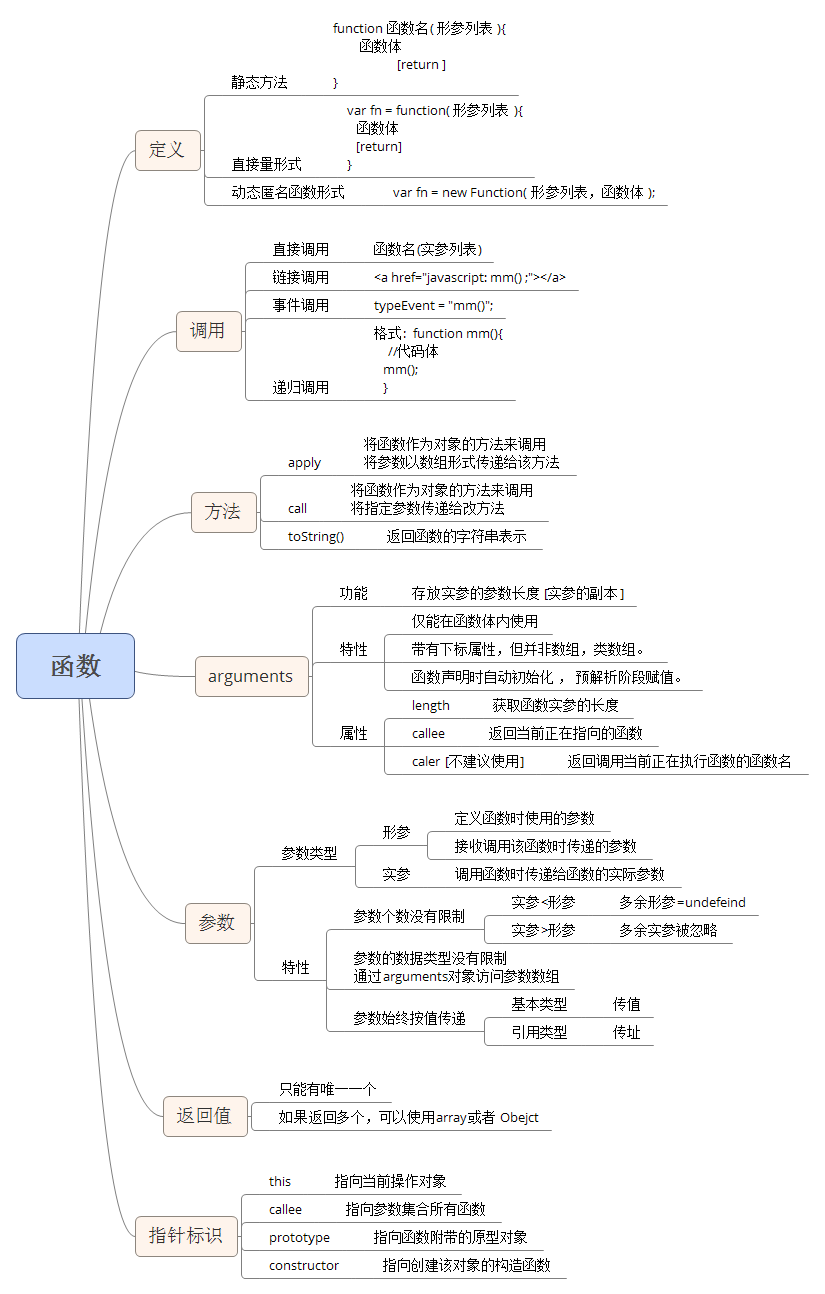 函数
定义
静态方法
function 函数名( 形参列表 ){
函数体
[return ]
}
直接量形式
var fn = function( 形参列表 ){
函数体
[return]
}
动态匿名函数形式
var fn = new Function( 形参列表，函数体 );
调用
直接调用
函数名(实参列表)
链接调用
<a href="javascript: mm() ;"></a>
事件调用
typeEvent = "mm()";
递归调用
格式：function mm(){
//代码体
mm();
}
方法
apply
将函数作为对象的方法来调用
将参数以数组形式传递给该方法
call
将函数作为对象的方法来调用
将指定参数传递给改方法
toString()
返回函数的字符串表示
arguments
功能
存放实参的参数长度 [实参的副本 ]
特性
仅能在函数体内使用
带有下标属性，但并非数组，类数组。
函数声明时自动初始化 ， 预解析阶段赋值。
属性
length
获取函数实参的长度
callee
返回当前正在指向的函数
caler [不建议使用]
返回调用当前正在执行函数的函数名
参数
参数类型
形参
定义函数时使用的参数
接收调用该函数时传递的参数
实参
调用函数时传递给函数的实际参数
特性
参数个数没有限制
实参<形参
多余形参=undefeind
实参>形参
多余实参被忽略
参数的数据类型没有限制
通过arguments对象访问参数数组
参数始终按值传递
基本类型
传值
引用类型
传址
返回值
只能有唯一一个
如果返回多个，可以使用array或者 Obejct
指针标识
this
指向当前操作对象
callee
指向参数集合所有函数
prototype
指向函数附带的原型对象
constructor
指向创建该对象的构造函数